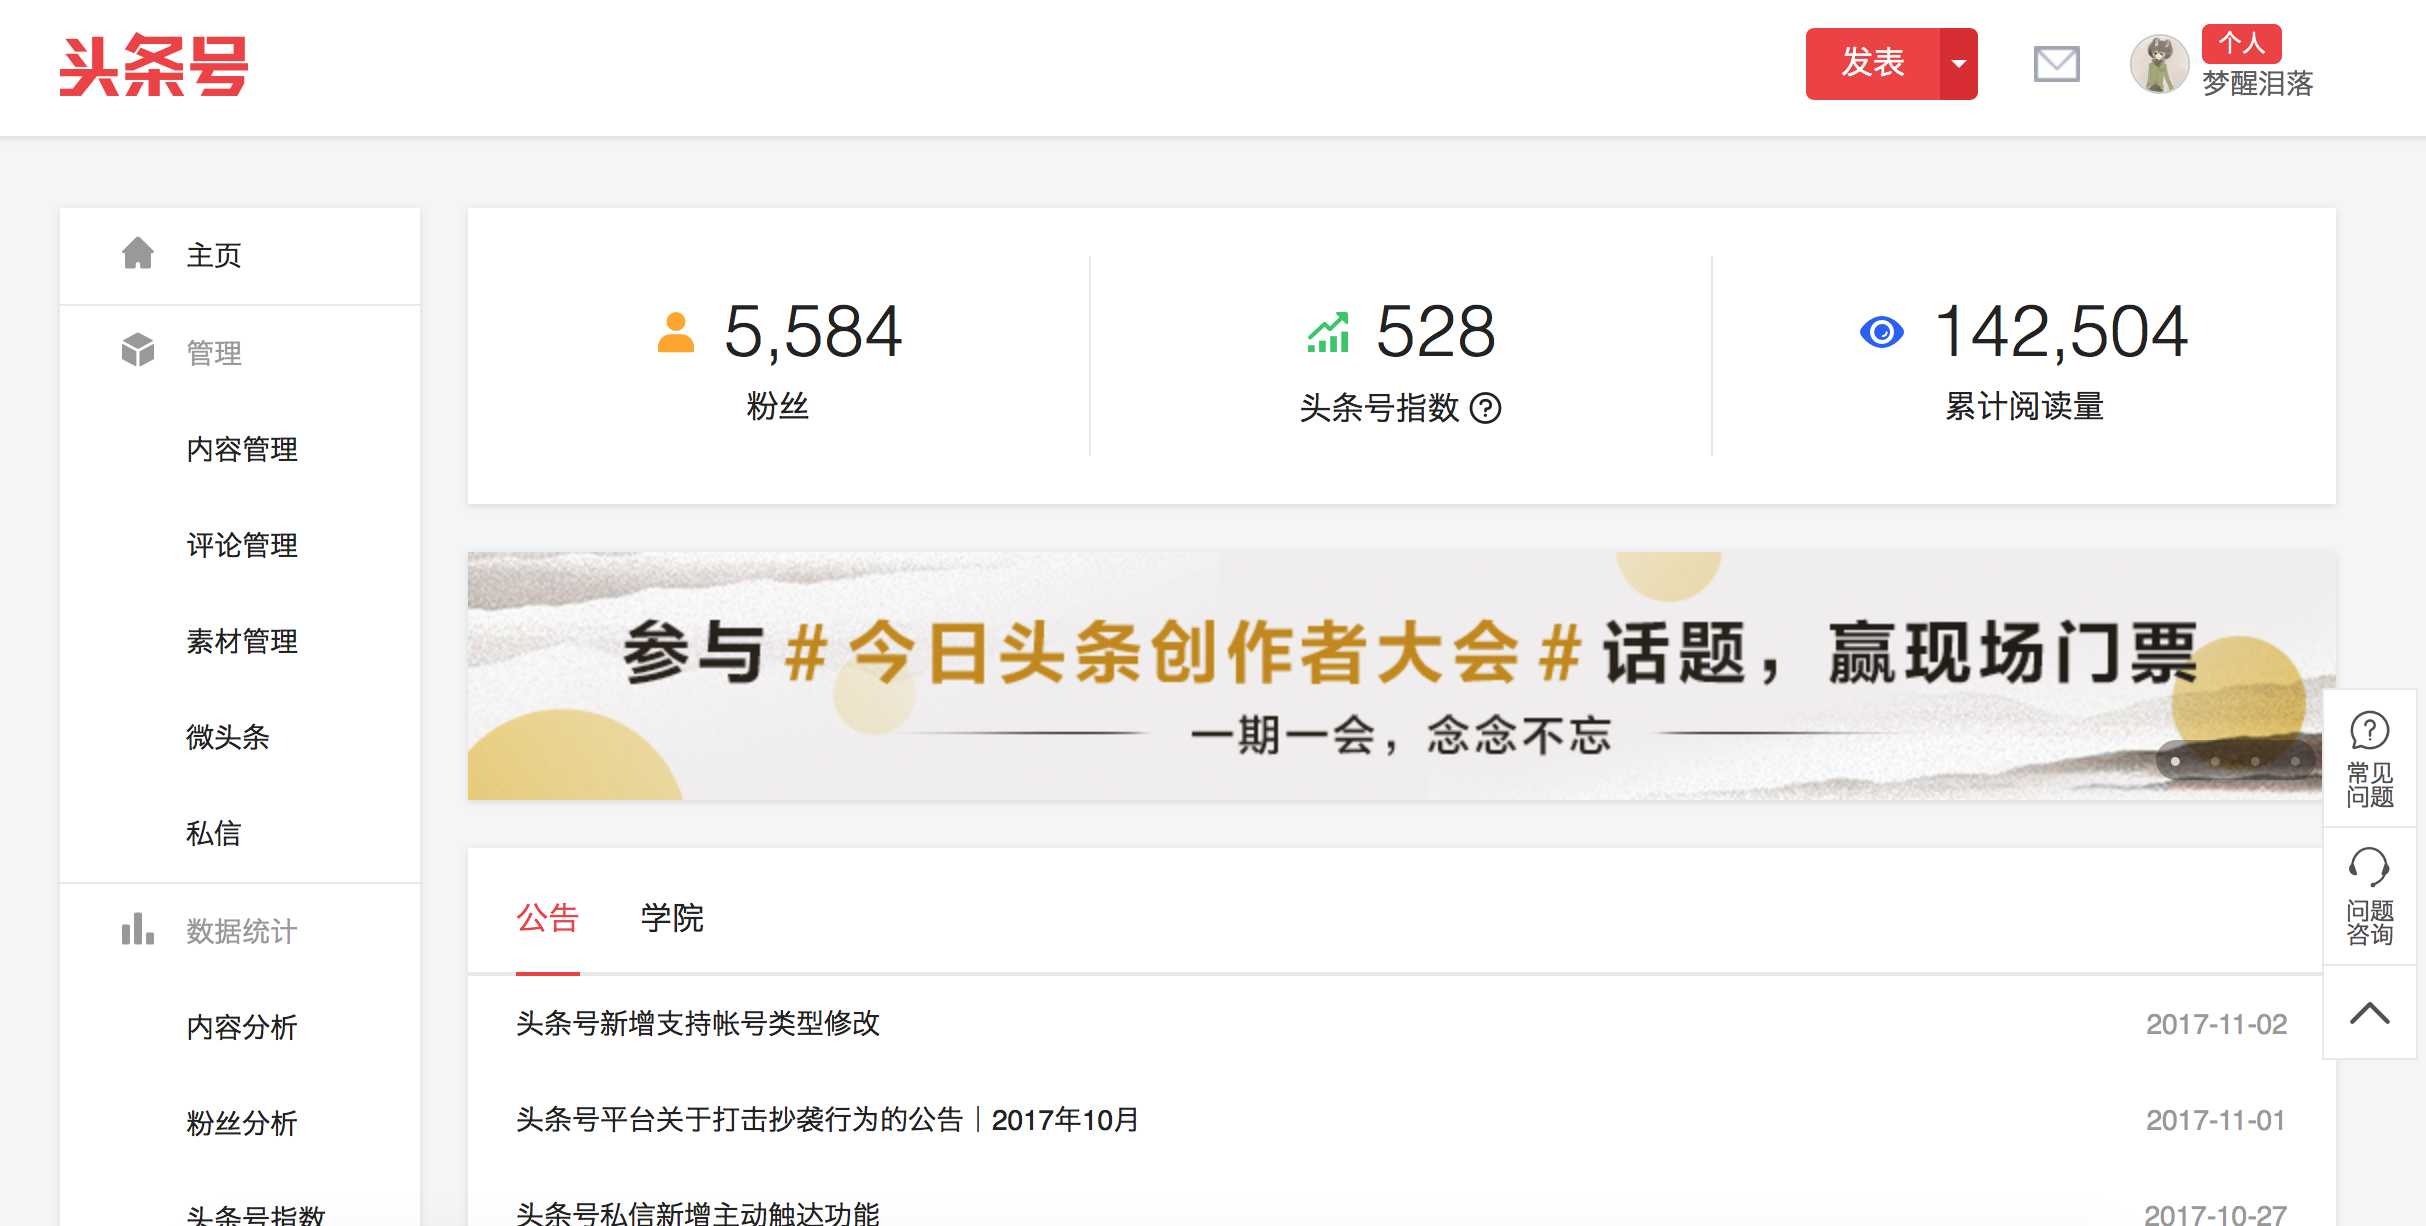 头条号
发表
个人
梦醒泪落
主页
管理
内容管理
评论管理
素材管理
微头条
私信
数据统计
内容分析
粉丝分析
头条号指数
5,584
粉丝
528
头条号指数
142,504
累计阅读量
参与#今日头条创作者大会#话题，赢现场门票
一期一会，念念不忘
公告 学院
头条号新增支持帐号类型修改 2017-11-02
头条号平台关于打击抄袭行为的公告｜2017年10月 2017-11-01
头条号私信新增主动触达功能 2017-10-27
常见
问题
问题
咨询